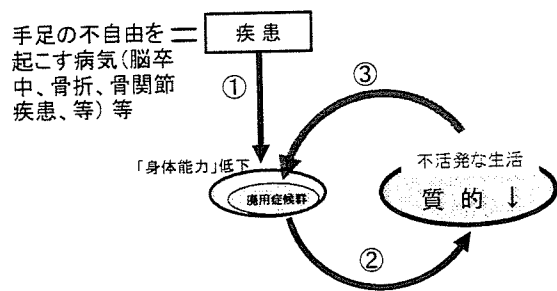 手足の不自由を＝
起こす病気(脳卒
中、骨折、骨関節
疾患、等)等
疾患
①
③
「身体能力」低下
廃用症候群
不活発な生活
質的↓
②